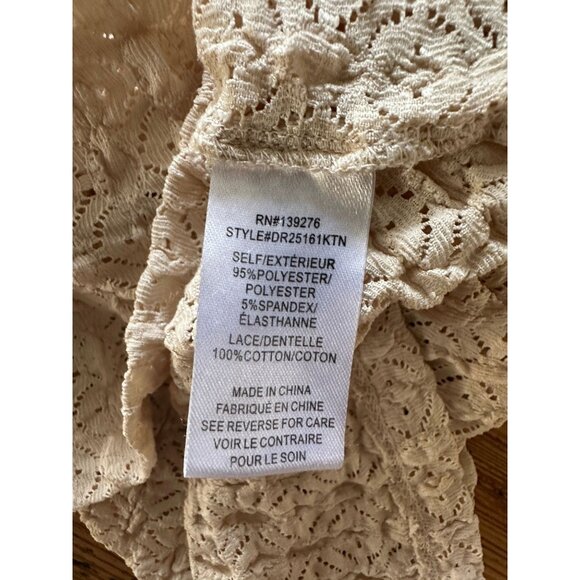 RN#139276
STYLE#DR25161KTN
SELF/EXTÉRIEUR
95%POLYESTER/
POLYESTER
5%SPANDEX/
ÉLASTHANNE
LACE/DENTELLE
100%COTTON/COTON
MADE IN CHINA
FABRIQUÉ EN CHINE
SEE REVERSE FOR CARE
VOIR LE CONTRAIRE
POUR LE SOIN